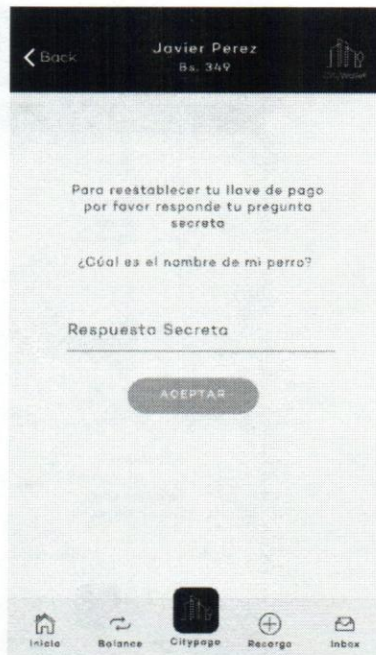 Back
Javier Perez
Bs. 349
Para reestablecer tu llave de pago
por favor responde tu pregunta
secreta
¿Cúal es el nombre de mi perro?
Respuesta Secreta
ACEPTAR
Inicio
Balance
Citypago
Recarga
Inbox